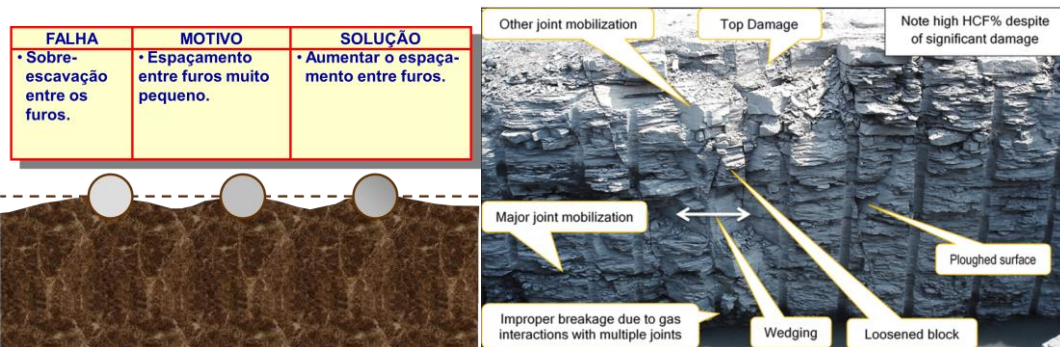 FALHA
MOTIVO
SOLUÇÃO
• Sobre-
escavação
entre os
furos.
• Espaçamento
entre furos muito
pequeno.
• Aumentar o espaça-
mento entre furos.
Other joint mobilization
Top Damage
Note high HCF% despite
of significant damage
Major joint mobilization
Ploughed surface
Improper breakage due to gas
interactions with multiple joints
Wedging
Loosened block